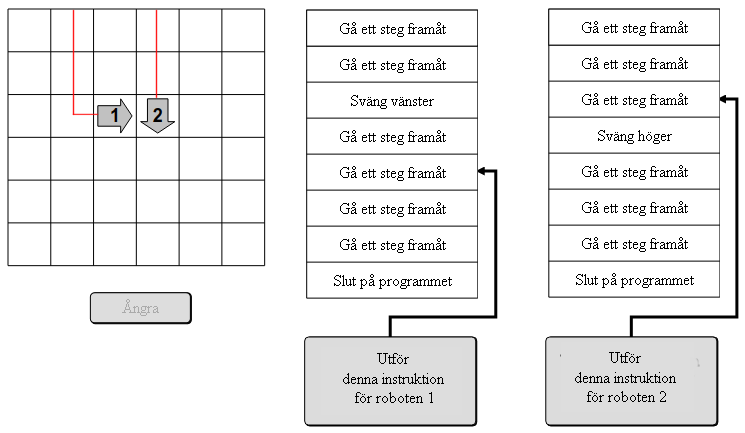 1
2
Ångra
Gå ett steg framåt
Gå ett steg framåt
Sväng vänster
Gå ett steg framåt
Gå ett steg framåt
Gå ett steg framåt
Gå ett steg framåt
Slut på programmet
Utför
denna instruktion
för roboten 1
Gå ett steg framåt
Gå ett steg framåt
Gå ett steg framåt
Sväng höger
Gå ett steg framåt
Gå ett steg framåt
Gå ett steg framåt
Slut på programmet
Utför
denna instruktion
för roboten 2